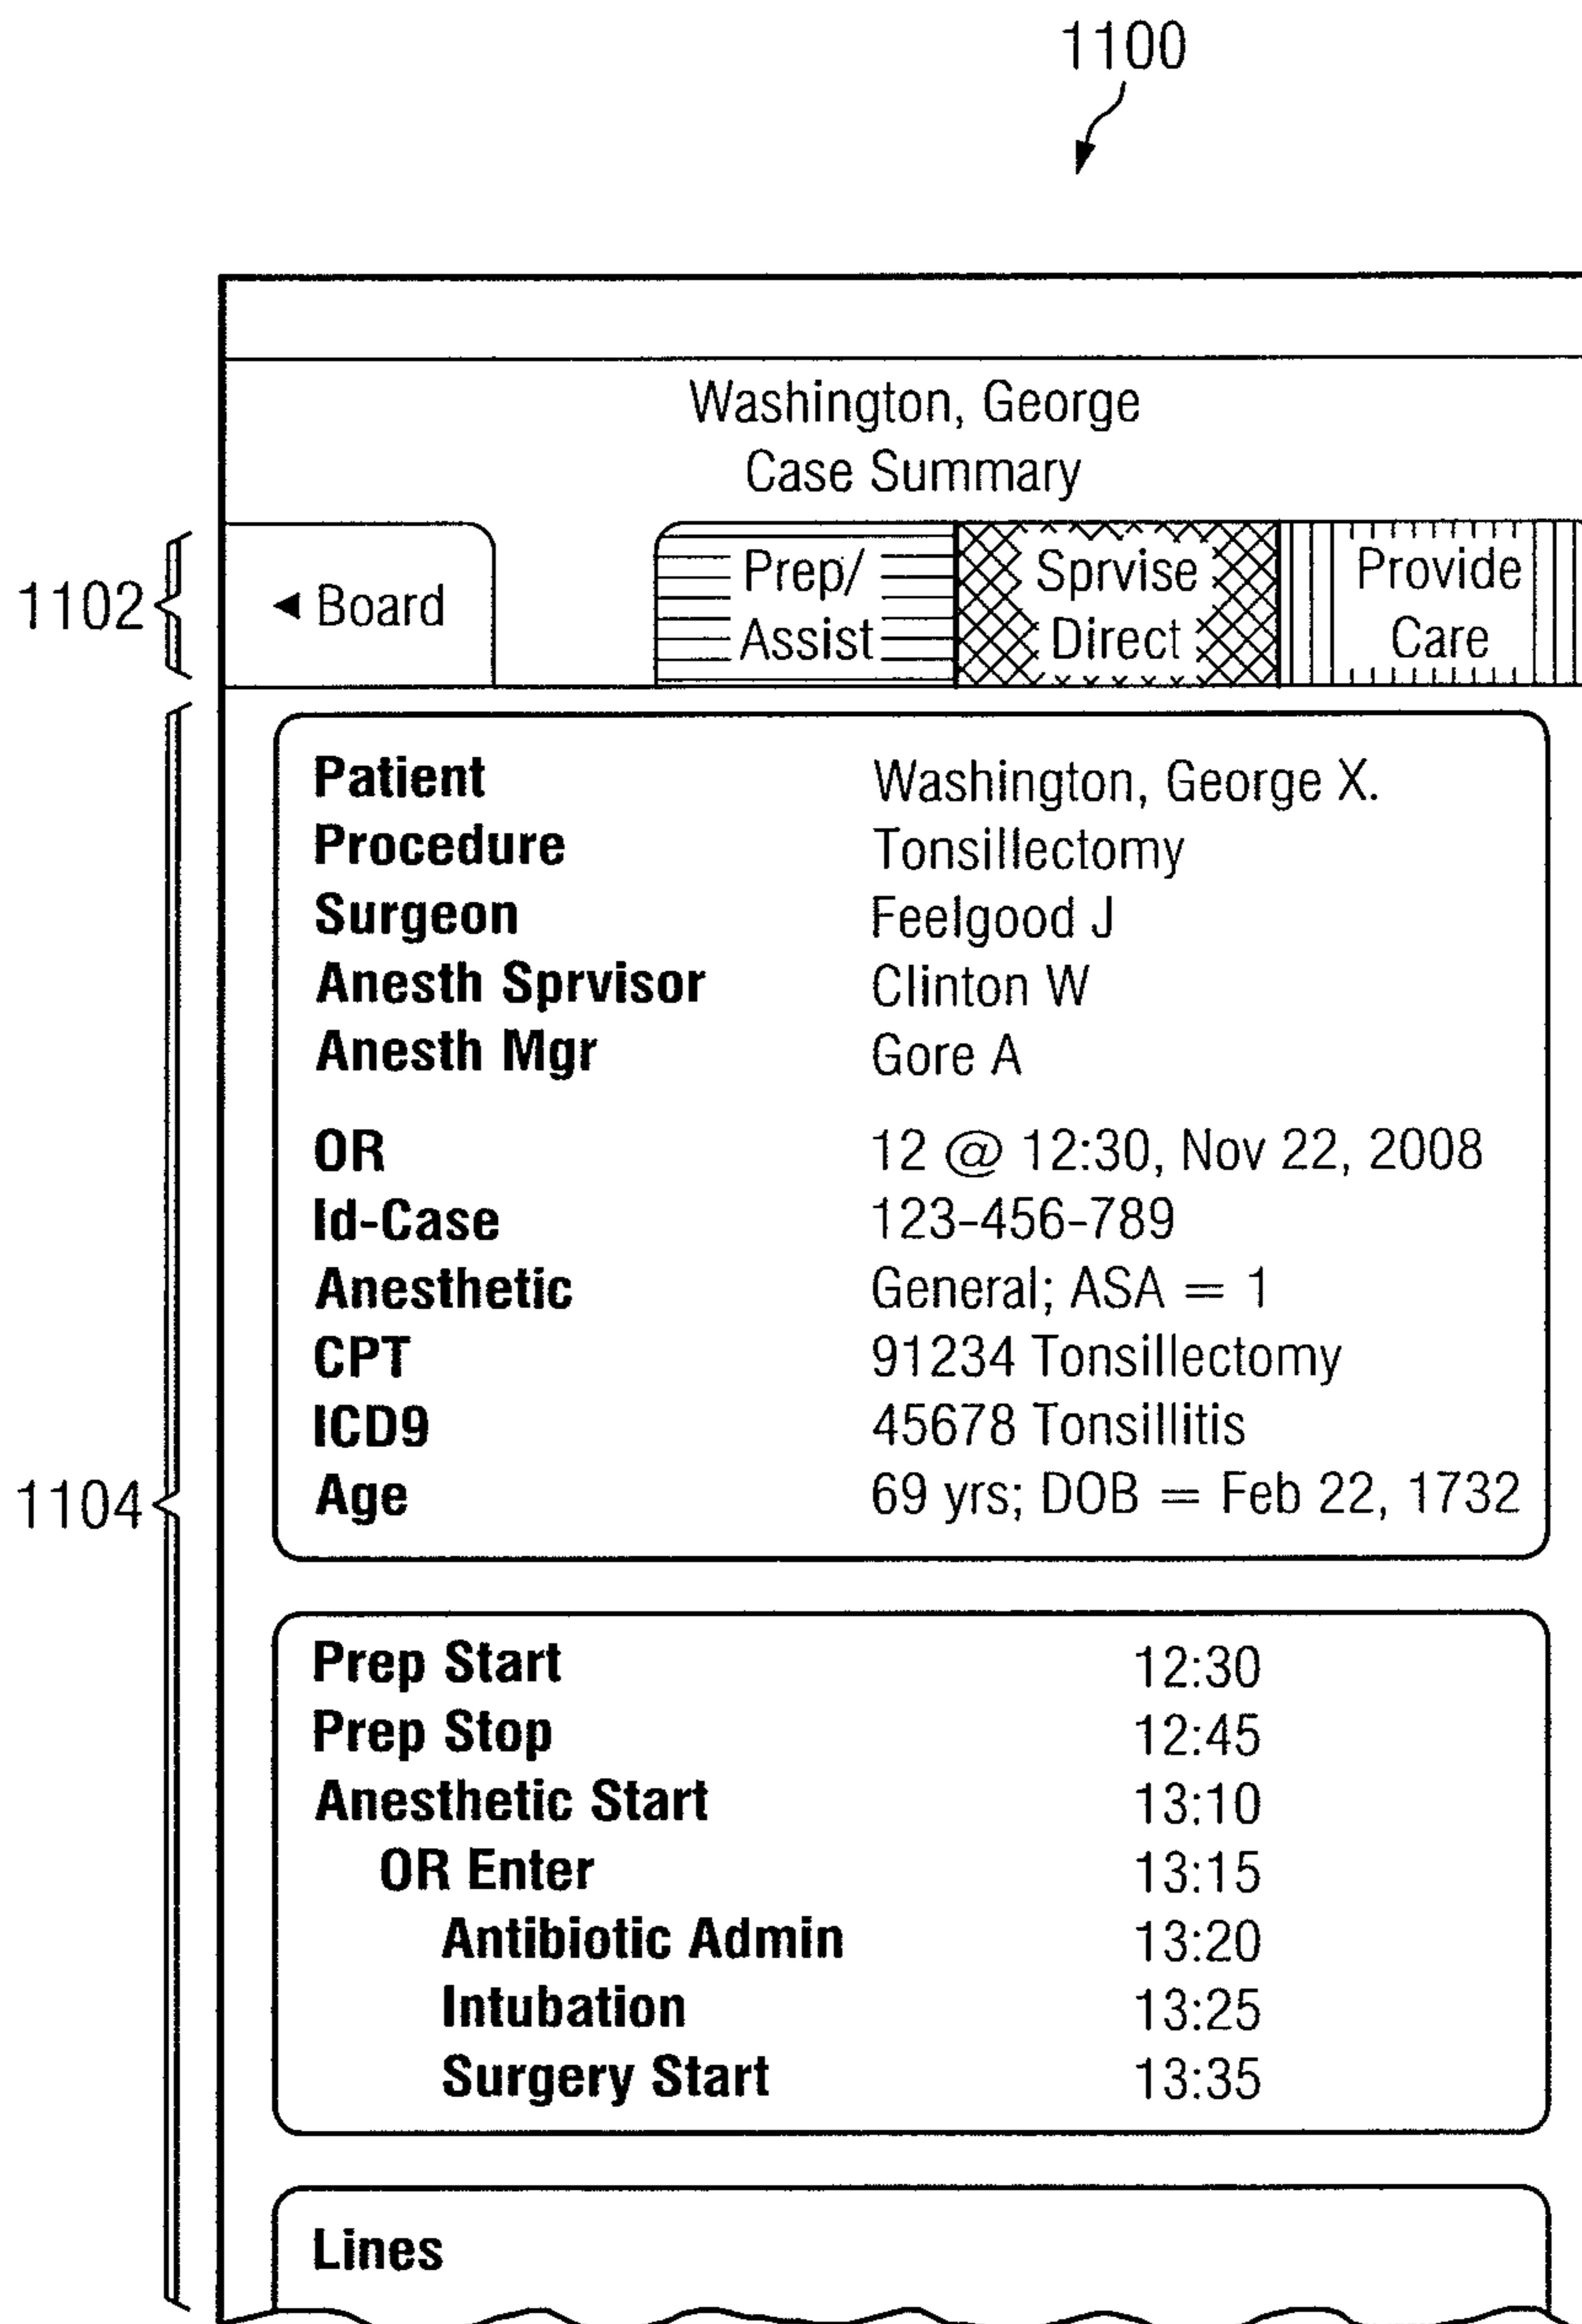 1100
Washington, George
Case Summary
1102
◄ Board
Prep/
Assist
Sprvise
Direct
Provide
Care
1104
Patient Washington, George X.
Procedure Tonsillectomy
Surgeon Feelgood J
Anesth Sprvisor Clinton W
Anesth Mgr Gore A
OR 12 @ 12:30, Nov 22, 2008
Id-Case 123-456-789
Anesthetic General; ASA = 1
CPT 91234 Tonsillectomy
ICD9 45678 Tonsillitis
Age 69 yrs; DOB = Feb 22, 1732
Prep Start 12:30
Prep Stop 12:45
Anesthetic Start 13:10
OR Enter 13:15
Antibiotic Admin 13:20
Intubation 13:25
Surgery Start 13:35
Lines